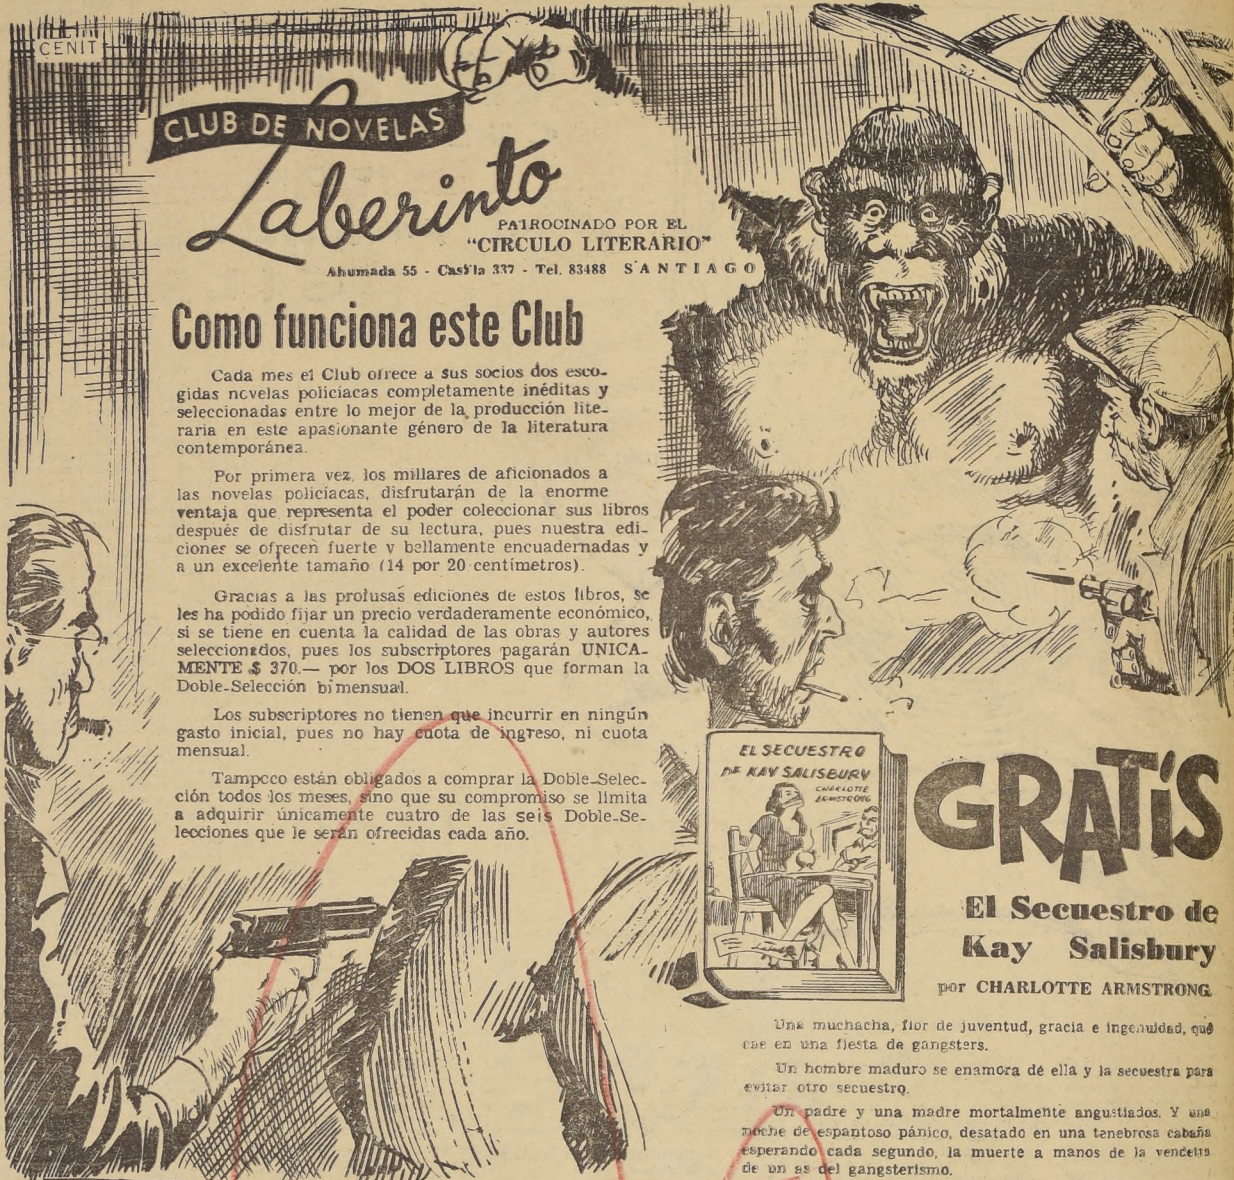 CENIT
CLUB DE NOVELAS
Laberinto
PATROCINADO POR EL
"CIRCULO LITERARIO"
Ahumada 55 - Cas'la 337 - Tel. 83488 SANTIAGO
Como funciona este Club
Cada mes el Club ofrece a sus socios dos esco-
gidas novelas policíacas completamente inéditas y
seleccionadas entre lo mejor de la producción lite-
raria en este apasionante género de la literatura
contemporánea.
Por primera vez, los millares de aficionados a
las novelas policíacas, disfrutarán de la enorme
ventaja que representa el poder coleccionar sus libros
después de disfrutar de su lectura, pues nuestra edi-
ciones se ofrecen fuerte y bellamente encuadernadas y
a un excelente tamaño (14 por 20 centímetros).
Gracias a las profusas ediciones de estos libros, se
les ha podido fijar un precio verdaderamente económico,
si se tiene en cuenta la calidad de las obras y autores
seleccionados, pues los subscriptores pagarán UNICA-
MENTE $ 370.— por los DOS LIBROS que forman la
Doble-Selección bimensual.
Los subscriptores no tienen que incurrir en ningún
gasto inicial, pues no hay cuota de ingreso, ni cuota
mensual.
Tampoco están obligados a comprar la Doble-Selec-
ción todos los meses, sino que su compromiso se limita
a adquirir únicamente cuatro de las seis Doble-Se-
lecciones que le serán ofrecidas cada año.
EL SECUESTRO
DE KAY SALISBURY
CHARLOTTE
ARMSTRONG
GRATIS
El Secuestro de
Kay Salisbury
por CHARLOTTE ARMSTRONG
Una muchacha, flor de juventud, gracia e ingenuidad, que
cae en una fiesta de gangsters.
Un hombre maduro se enamora de ella y la secuestra para
evitar otro secuestro.
Un padre y una madre mortalmente angustiados. Y una
noche de espantoso pánico, desatado en una tenebrosa cabaña
esperando cada segundo, la muerte a manos de la vendetta
de un as del gangsterismo.